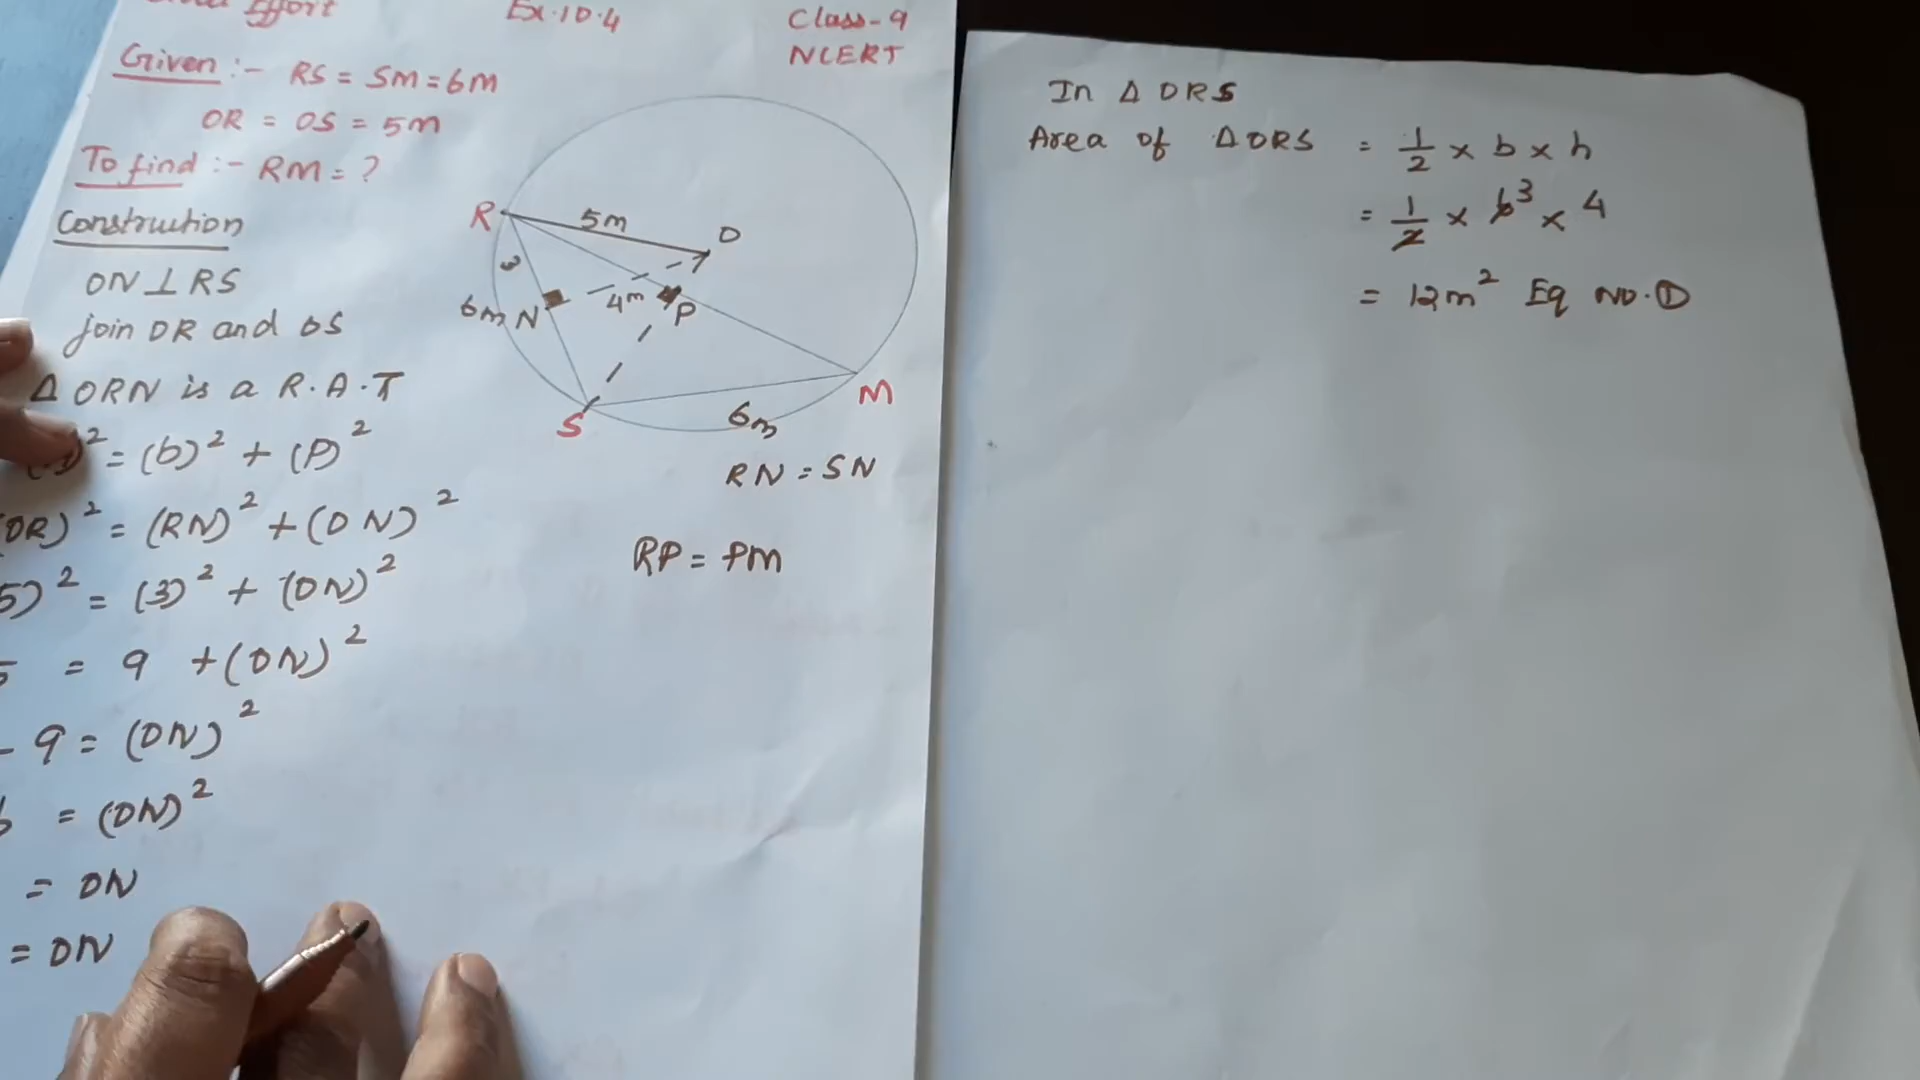 Effort Ex.10.4 Class-9
NCERT
Given :- RS = SM = 6m
OR = OS = 5m
To find :- RM = ?
Construction
ON ⊥ RS
join OR and OS
Δ ORN is a R.A.T
)² = (b)² + (P)²
(OR)² = (RN)² + (ON)²
5)² = (3)² + (ON)²
= 9 + (ON)²
- 9 = (ON)²
= (ON)²
= ON
= ON
R
5m
O
3
6m N
4m
P
S
6m
M
RN = SN
RP = PM
In Δ ORS
Area of Δ ORS = 1/2 × b × h
= 1/2 × 6³ × 4
= 12m² Eq No. ①